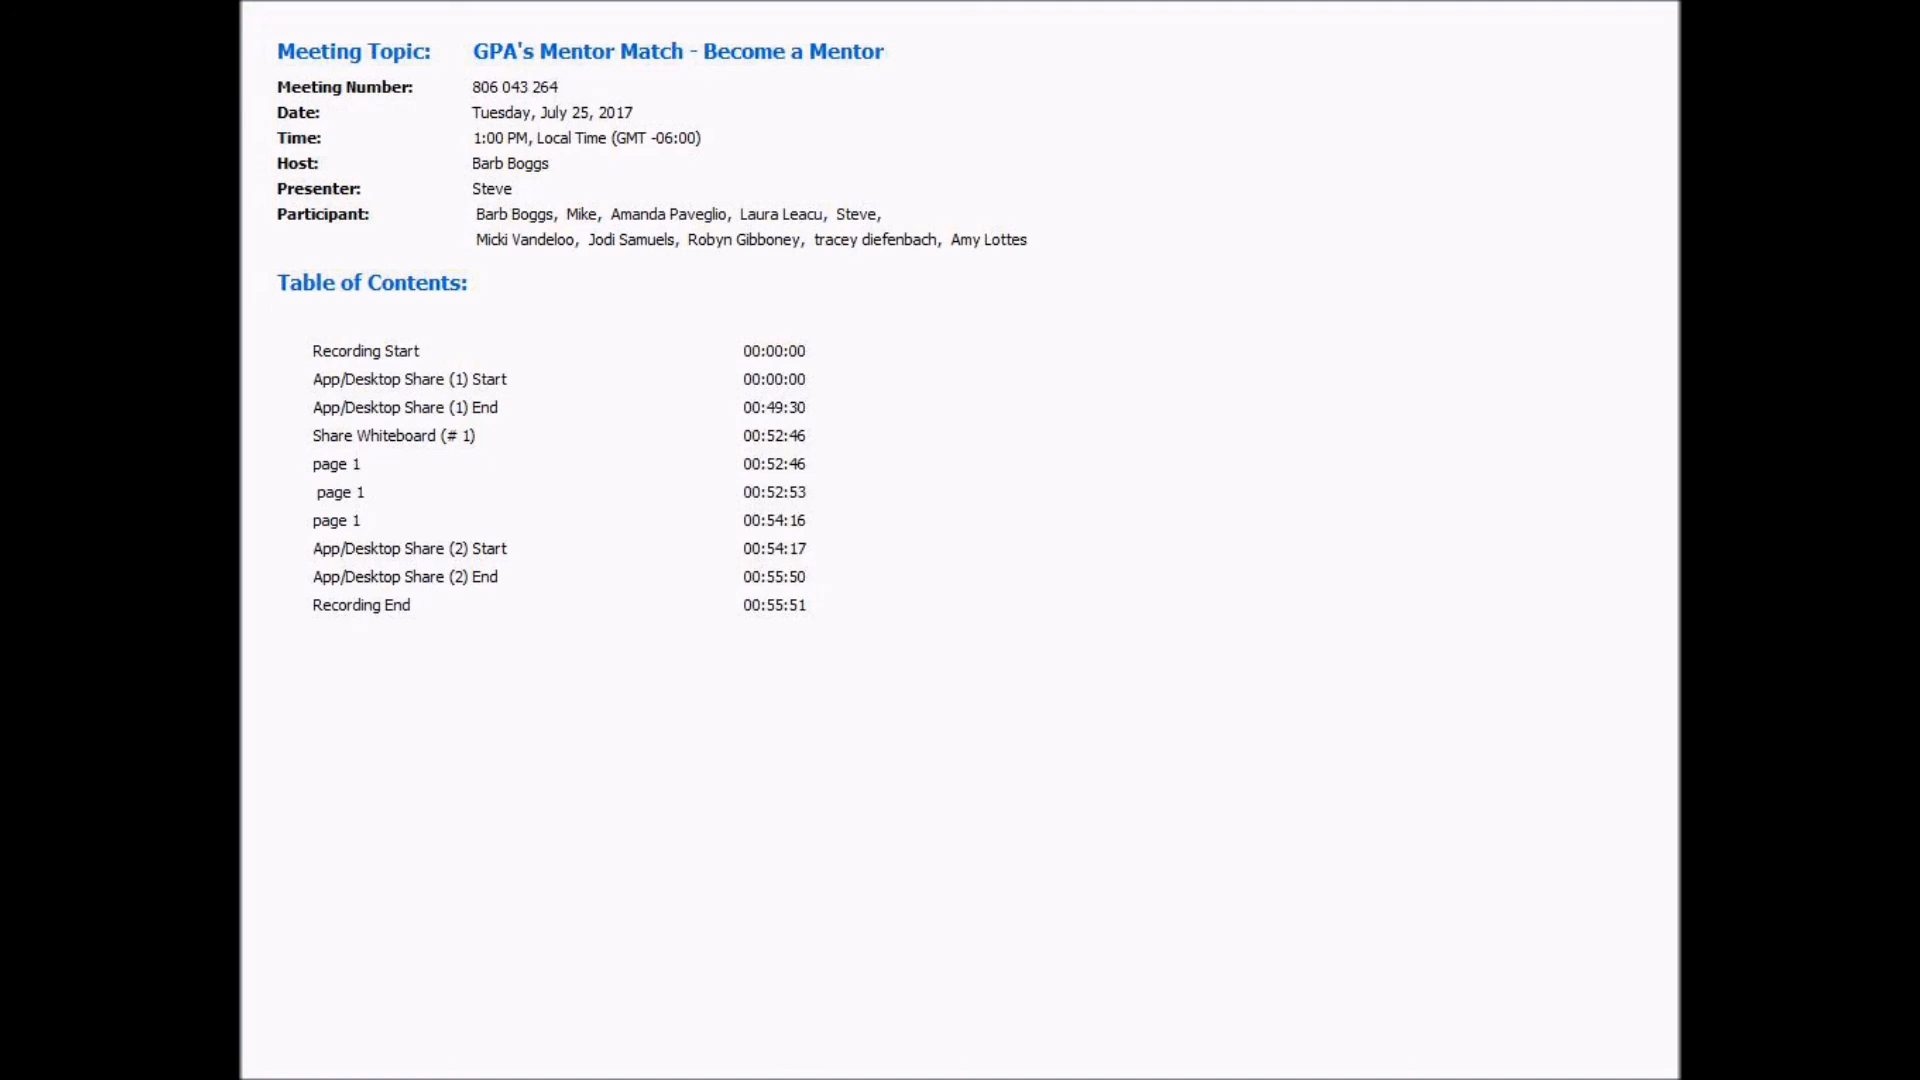 Meeting Topic: GPA's Mentor Match - Become a Mentor
Meeting Number: 806 043 264
Date: Tuesday, July 25, 2017
Time: 1:00 PM, Local Time (GMT -06:00)
Host: Barb Boggs
Presenter: Steve
Participant: Barb Boggs, Mike, Amanda Paveglio, Laura Leacu, Steve,
Micki Vandeloo, Jodi Samuels, Robyn Gibboney, tracey diefenbach, Amy Lottes
Table of Contents:
Recording Start 00:00:00
App/Desktop Share (1) Start 00:00:00
App/Desktop Share (1) End 00:49:30
Share Whiteboard (# 1) 00:52:46
page 1 00:52:46
page 1 00:52:53
page 1 00:54:16
App/Desktop Share (2) Start 00:54:17
App/Desktop Share (2) End 00:55:50
Recording End 00:55:51